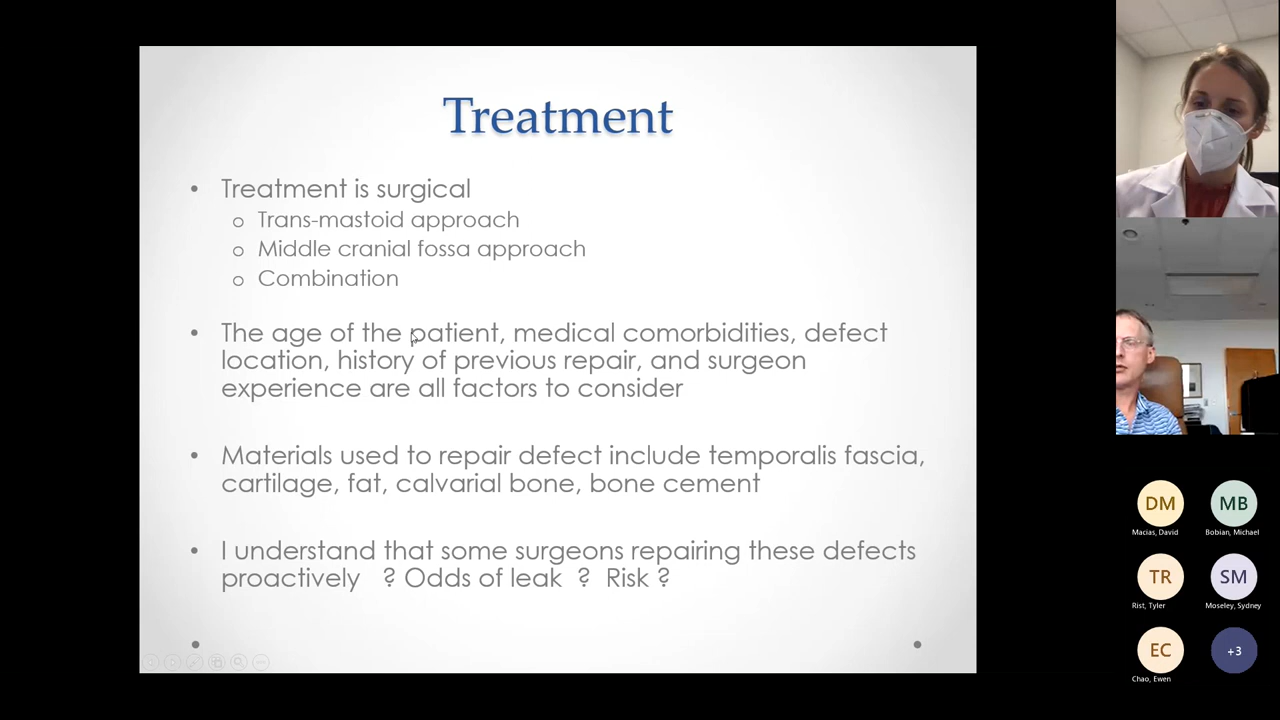 Treatment
• Treatment is surgical
o Trans-mastoid approach
o Middle cranial fossa approach
o Combination
• The age of the patient, medical comorbidities, defect
location, history of previous repair, and surgeon
experience are all factors to consider
• Materials used to repair defect include temporalis fascia,
cartilage, fat, calvarial bone, bone cement
• I understand that some surgeons repairing these defects
proactively ? Odds of leak ? Risk ?
DM
Macias, David
MB
Bobian, Michael
TR
Rist, Tyler
SM
Moseley, Sydney
EC
Chao, Ewen
+3